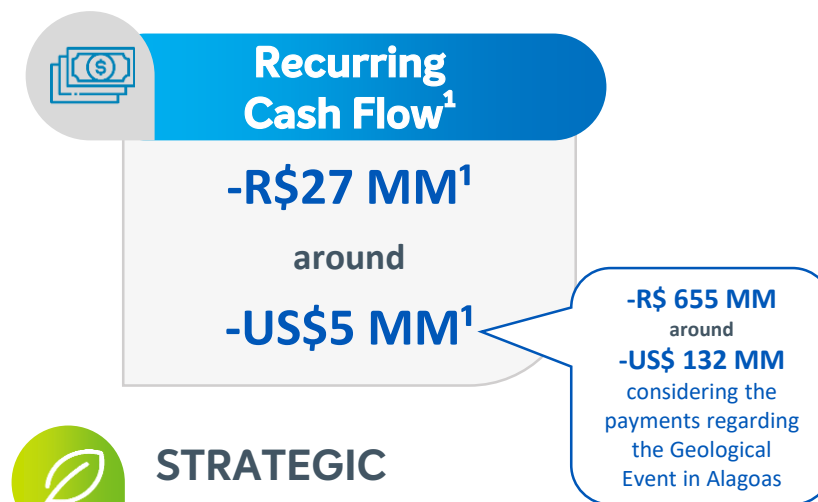 Recurring
Cash Flow¹
-R$27 MM¹
around
-US$5 MM¹
-R$ 655 MM
around
-US$ 132 MM
considering the
payments regarding
the Geological
Event in Alagoas
STRATEGIC